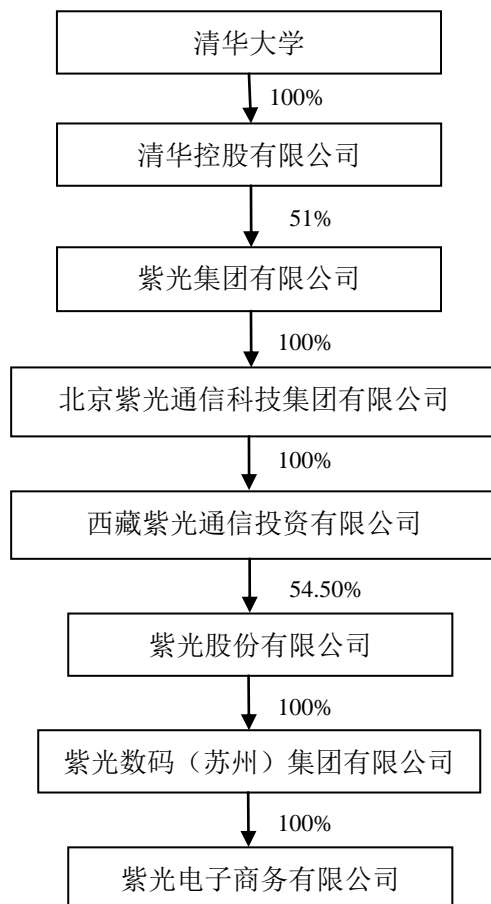 清华大学
100%
清华控股有限公司
51%
紫光集团有限公司
100%
北京紫光通信科技集团有限公司
100%
西藏紫光通信投资有限公司
54.50%
紫光股份有限公司
100%
紫光数码（苏州）集团有限公司
100%
紫光电子商务有限公司